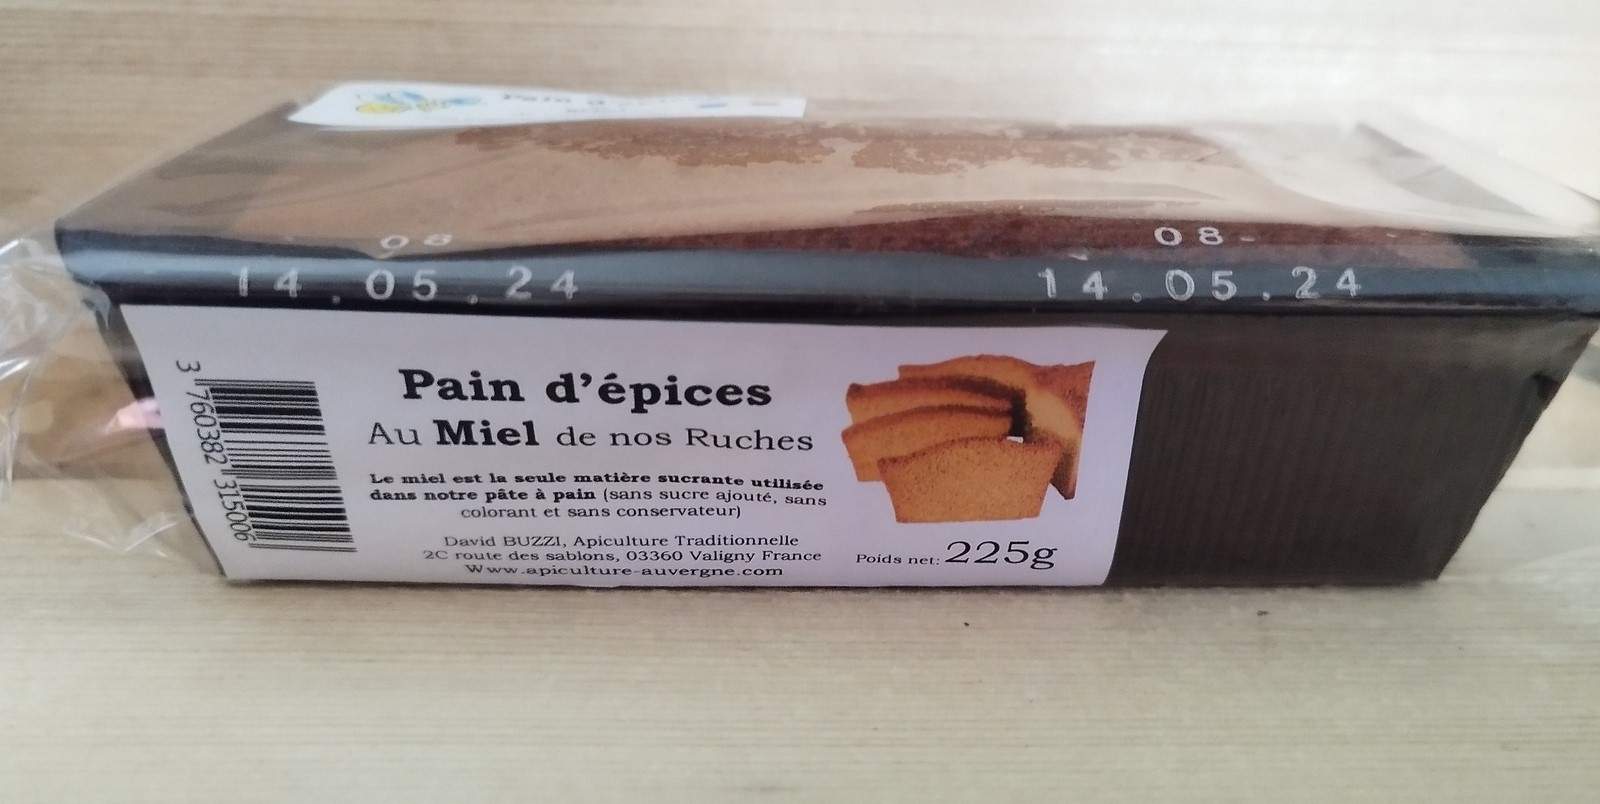 Pain d'épices
08
08-
14.05.24
14.05.24
Pain d'épices
Au Miel de nos Ruches
Le miel est la seule matière sucrante utilisée
dans notre pâte à pain (sans sucre ajouté, sans
colorant et sans conservateur)
David BUZZI, Apiculture Traditionnelle
2C route des sablons, 03360 Valigny France
Www.apiculture-auvergne.com
Poids net: 225g
3 760382 315006